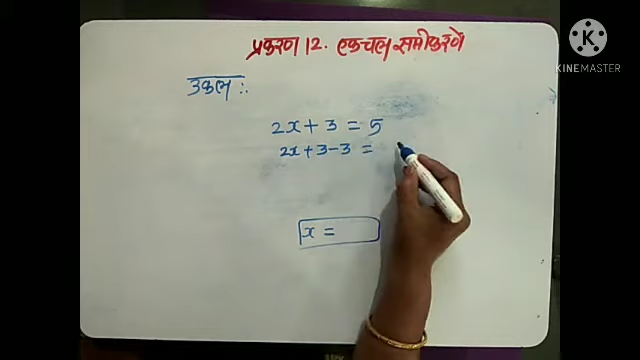 प्रकरण 12. एकचल समीकरणे
KINEMASTER
उकल :.
2x + 3 = 5
2x + 3 - 3 =
x =